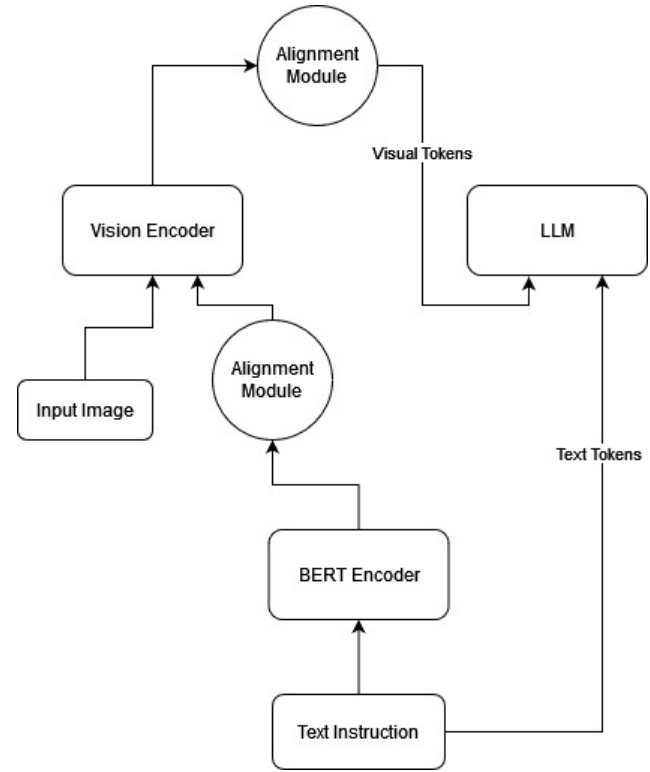 Alignment
Module
Visual Tokens
Vision Encoder
LLM
Alignment
Module
Input Image
Text Tokens
BERT Encoder
Text Instruction